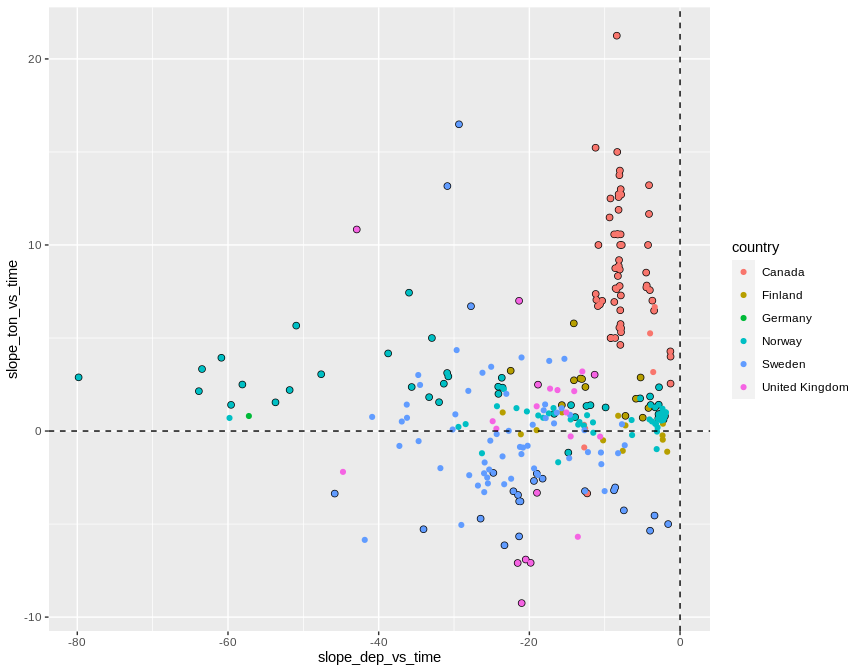 20
10
0
-10
-80
-60
-40
-20
0
slope_dep_vs_time
slope_ton_vs_time
country
Canada
Finland
Germany
Norway
Sweden
United Kingdom